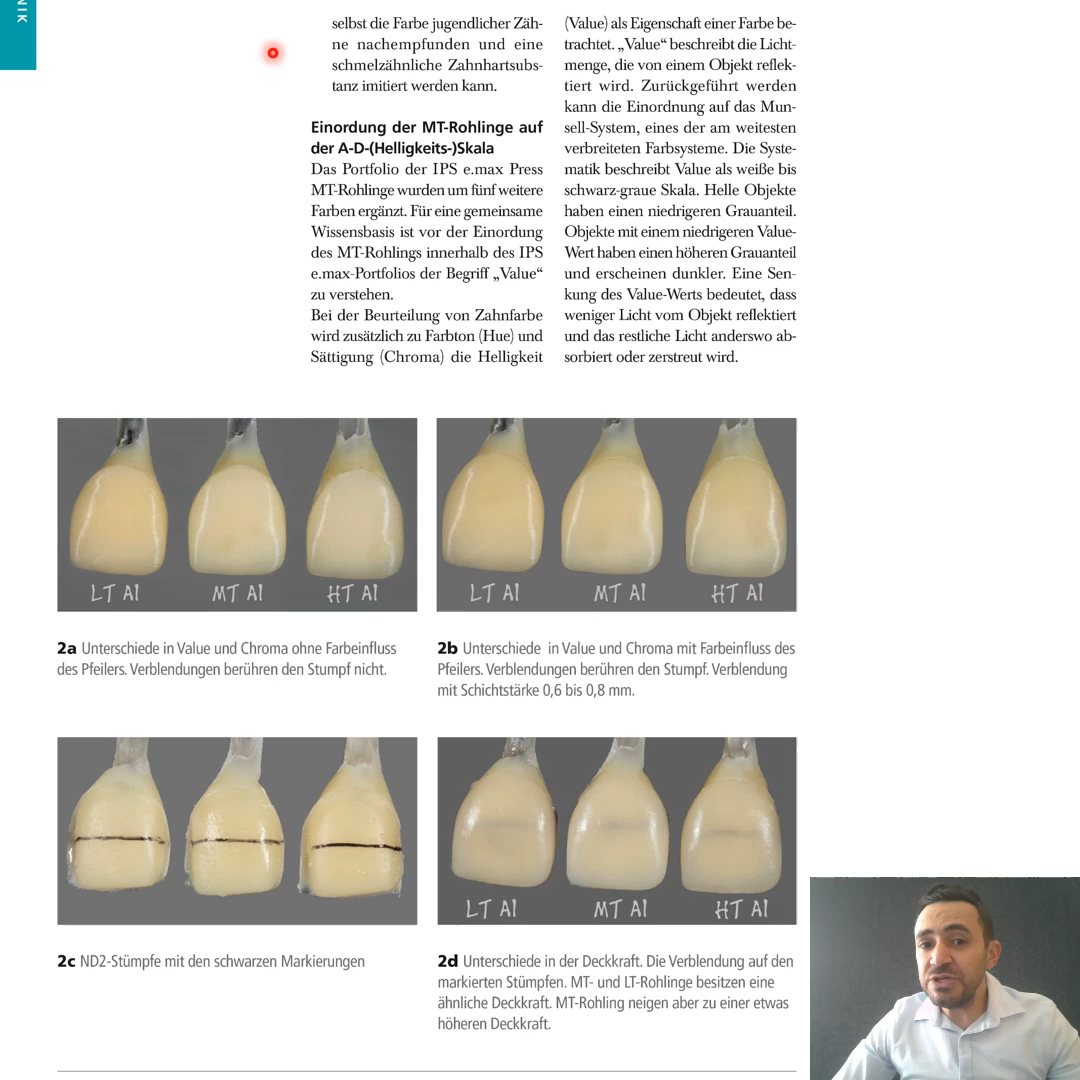 NIK
selbst die Farbe jugendlicher Zäh-
ne nachempfunden und eine
schmelzähnliche Zahnhartsubs-
tanz imitiert werden kann.
Einordung der MT-Rohlinge auf
der A-D-(Helligkeits-)Skala
Das Portfolio der IPS e.max Press
MT-Rohlinge wurden um fünf weitere
Farben ergänzt. Für eine gemeinsame
Wissensbasis ist vor der Einordung
des MT-Rohlings innerhalb des IPS
e.max-Portfolios der Begriff „Value“
zu verstehen.
Bei der Beurteilung von Zahnfarbe
wird zusätzlich zu Farbton (Hue) und
Sättigung (Chroma) die Helligkeit
(Value) als Eigenschaft einer Farbe be-
trachtet. „Value“ beschreibt die Licht-
menge, die von einem Objekt reflek-
tiert wird. Zurückgeführt werden
kann die Einordnung auf das Mun-
sell-System, eines der am weitesten
verbreiteten Farbsysteme. Die Syste-
matik beschreibt Value als weiße bis
schwarz-graue Skala. Helle Objekte
haben einen niedrigeren Grauanteil.
Objekte mit einem niedrigeren Value-
Wert haben einen höheren Grauanteil
und erscheinen dunkler. Eine Sen-
kung des Value-Werts bedeutet, dass
weniger Licht vom Objekt reflektiert
und das restliche Licht anderswo ab-
sorbiert oder zerstreut wird.
LT A1 MT A1 HT A1
2a Unterschiede in Value und Chroma ohne Farbeinfluss
des Pfeilers. Verblendungen berühren den Stumpf nicht.
LT A1 MT A1 HT A1
2b Unterschiede in Value und Chroma mit Farbeinfluss des
Pfeilers. Verblendungen berühren den Stumpf. Verblendung
mit Schichtstärke 0,6 bis 0,8 mm.
2c ND2-Stümpfe mit den schwarzen Markierungen
LT A1 MT A1 HT A1
2d Unterschiede in der Deckkraft. Die Verblendung auf den
markierten Stümpfen. MT- und LT-Rohlinge besitzen eine
ähnliche Deckkraft. MT-Rohling neigen aber zu einer etwas
höheren Deckkraft.